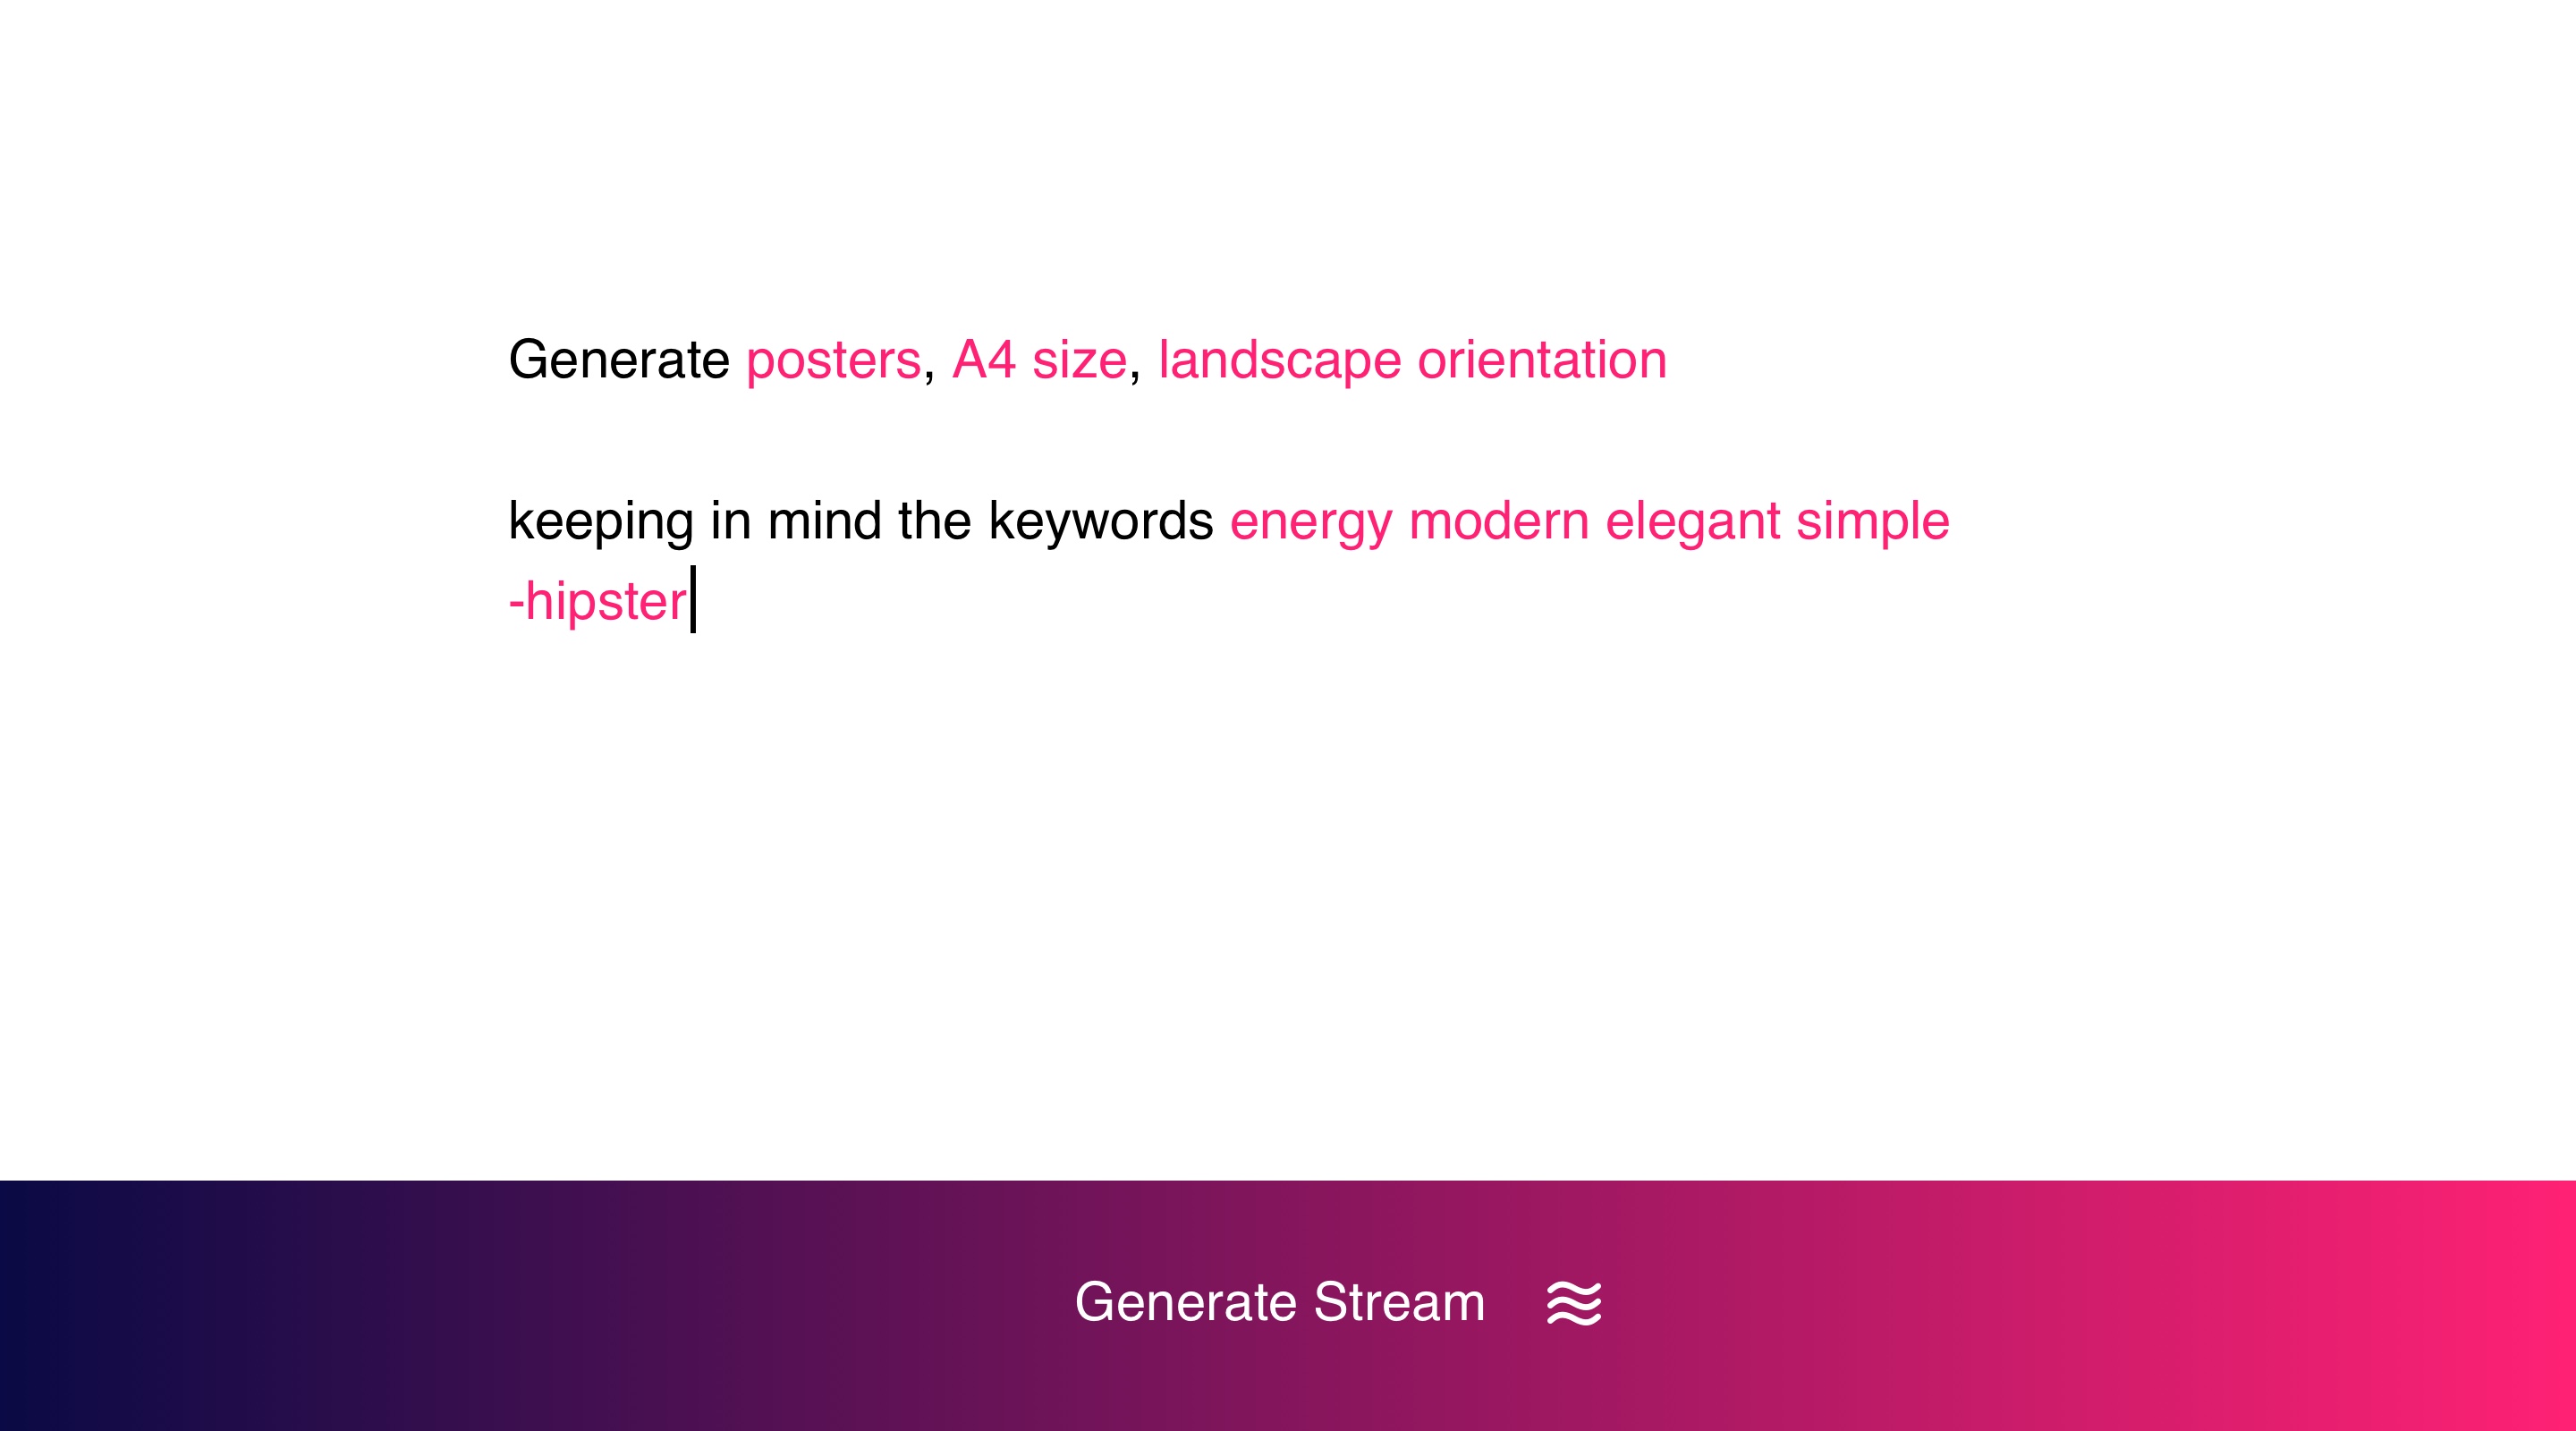 Generate posters, A4 size, landscape orientation
keeping in mind the keywords energy modern elegant simple
-hipster
Generate Stream